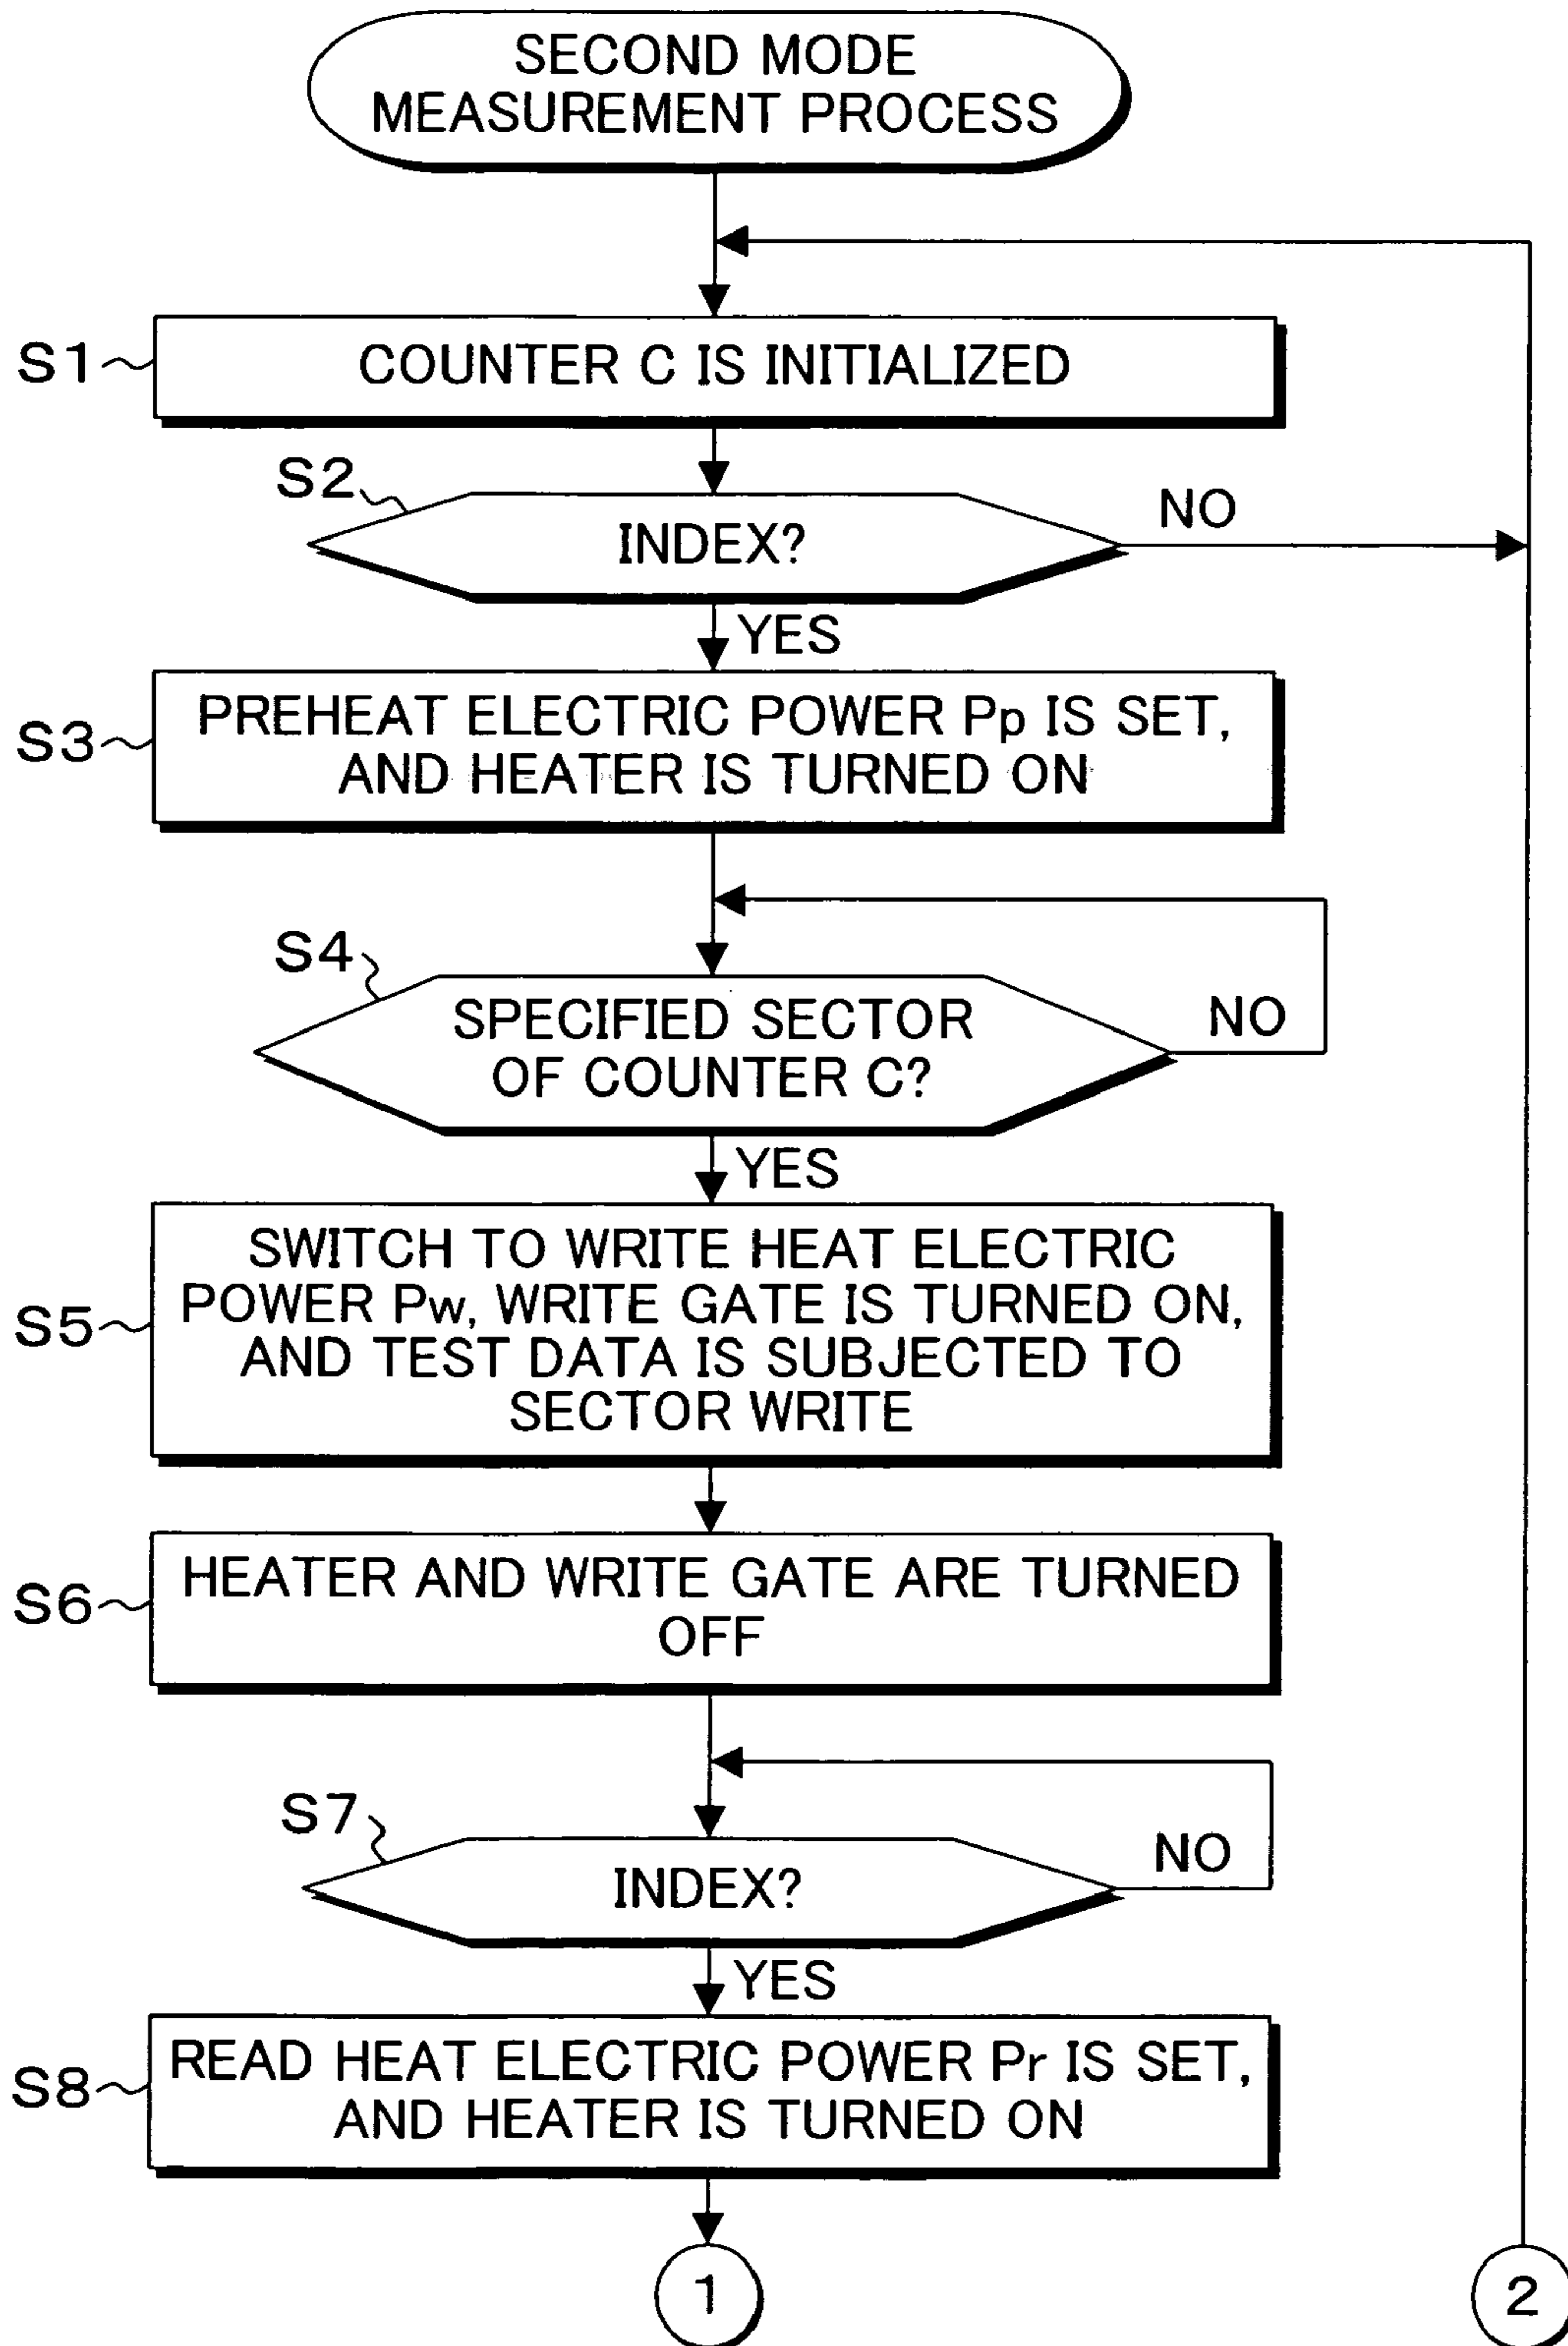 SECOND MODE
MEASUREMENT PROCESS
S1
COUNTER C IS INITIALIZED
S2
INDEX?
NO
YES
S3
PREHEAT ELECTRIC POWER Pp IS SET,
AND HEATER IS TURNED ON
S4
SPECIFIED SECTOR
OF COUNTER C?
NO
YES
S5
SWITCH TO WRITE HEAT ELECTRIC
POWER Pw, WRITE GATE IS TURNED ON,
AND TEST DATA IS SUBJECTED TO
SECTOR WRITE
S6
HEATER AND WRITE GATE ARE TURNED
OFF
S7
INDEX?
NO
YES
S8
READ HEAT ELECTRIC POWER Pr IS SET,
AND HEATER IS TURNED ON
1
2